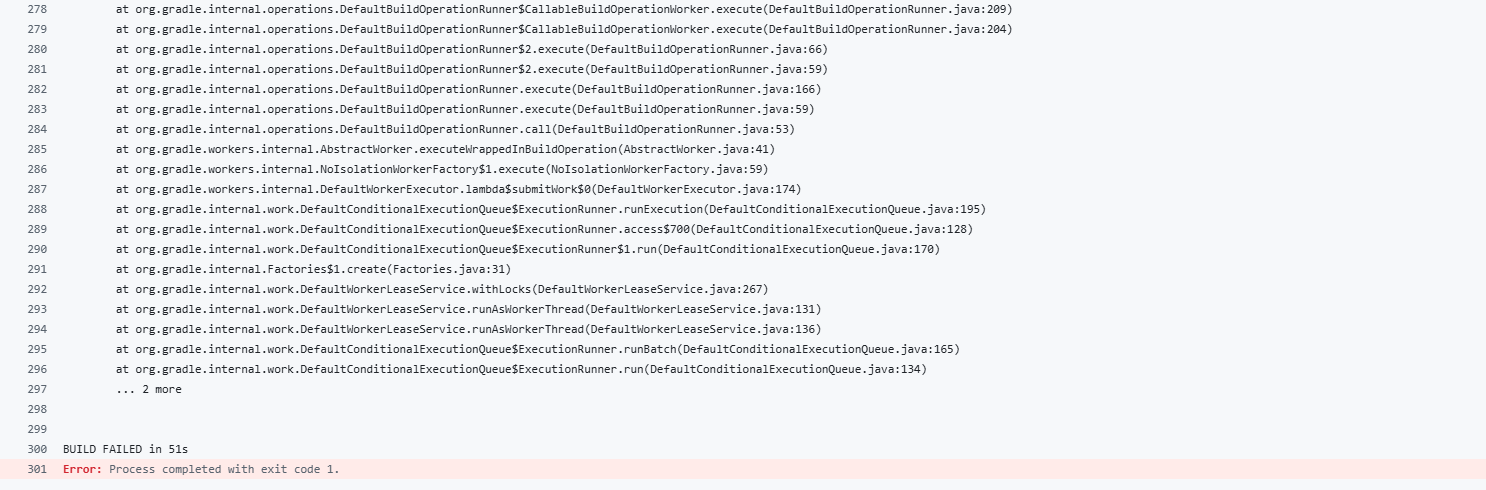 278 at org.gradle.internal.operations.DefaultBuildOperationRunner$CallableBuildOperationWorker.execute(DefaultBuildOperationRunner.java:209)
279 at org.gradle.internal.operations.DefaultBuildOperationRunner$CallableBuildOperationWorker.execute(DefaultBuildOperationRunner.java:204)
280 at org.gradle.internal.operations.DefaultBuildOperationRunner$2.execute(DefaultBuildOperationRunner.java:66)
281 at org.gradle.internal.operations.DefaultBuildOperationRunner$2.execute(DefaultBuildOperationRunner.java:59)
282 at org.gradle.internal.operations.DefaultBuildOperationRunner.execute(DefaultBuildOperationRunner.java:166)
283 at org.gradle.internal.operations.DefaultBuildOperationRunner.execute(DefaultBuildOperationRunner.java:59)
284 at org.gradle.internal.operations.DefaultBuildOperationRunner.call(DefaultBuildOperationRunner.java:53)
285 at org.gradle.workers.internal.AbstractWorker.executeWrappedInBuildOperation(AbstractWorker.java:41)
286 at org.gradle.workers.internal.NoIsolationWorkerFactory$1.execute(NoIsolationWorkerFactory.java:59)
287 at org.gradle.workers.internal.DefaultWorkerExecutor.lambda$submitWork$0(DefaultWorkerExecutor.java:174)
288 at org.gradle.internal.work.DefaultConditionalExecutionQueue$ExecutionRunner.runExecution(DefaultConditionalExecutionQueue.java:195)
289 at org.gradle.internal.work.DefaultConditionalExecutionQueue$ExecutionRunner.access$700(DefaultConditionalExecutionQueue.java:128)
290 at org.gradle.internal.work.DefaultConditionalExecutionQueue$ExecutionRunner$1.run(DefaultConditionalExecutionQueue.java:170)
291 at org.gradle.internal.Factories$1.create(Factories.java:31)
292 at org.gradle.internal.work.DefaultWorkerLeaseService.withLocks(DefaultWorkerLeaseService.java:267)
293 at org.gradle.internal.work.DefaultWorkerLeaseService.runAsWorkerThread(DefaultWorkerLeaseService.java:131)
294 at org.gradle.internal.work.DefaultWorkerLeaseService.runAsWorkerThread(DefaultWorkerLeaseService.java:136)
295 at org.gradle.internal.work.DefaultConditionalExecutionQueue$ExecutionRunner.runBatch(DefaultConditionalExecutionQueue.java:165)
296 at org.gradle.internal.work.DefaultConditionalExecutionQueue$ExecutionRunner.run(DefaultConditionalExecutionQueue.java:134)
297 ... 2 more
298
299
300 BUILD FAILED in 51s
301 Error: Process completed with exit code 1.